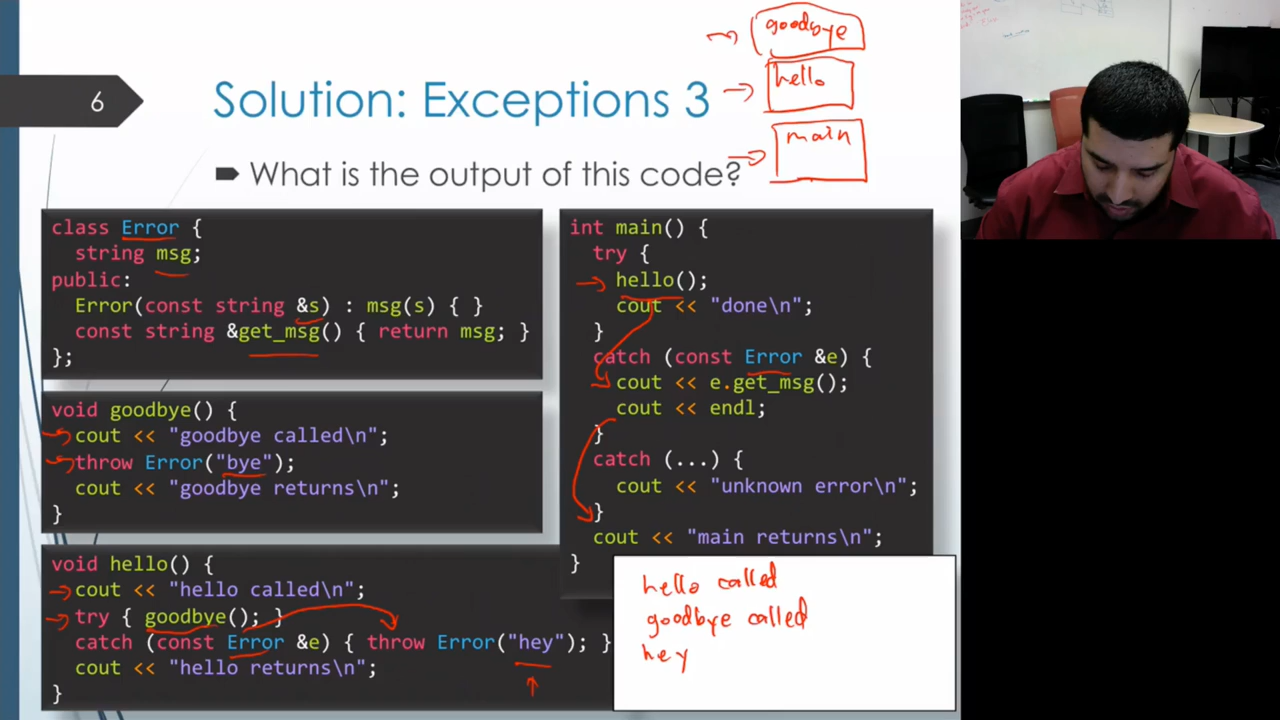 6
Solution: Exceptions 3
What is the output of this code?
goodbye
hello
main
class Error {
string msg;
public:
Error(const string &s) : msg(s) { }
const string &get_msg() { return msg; }
};
void goodbye() {
cout << "goodbye called\n";
throw Error("bye");
cout << "goodbye returns\n";
}
void hello() {
cout << "hello called\n";
try { goodbye(); }
catch (const Error &e) { throw Error("hey"); }
cout << "hello returns\n";
}
int main() {
try {
hello();
cout << "done\n";
}
catch (const Error &e) {
cout << e.get_msg();
cout << endl;
}
catch (...) {
cout << "unknown error\n";
}
cout << "main returns\n";
}
hello called
goodbye called
hey